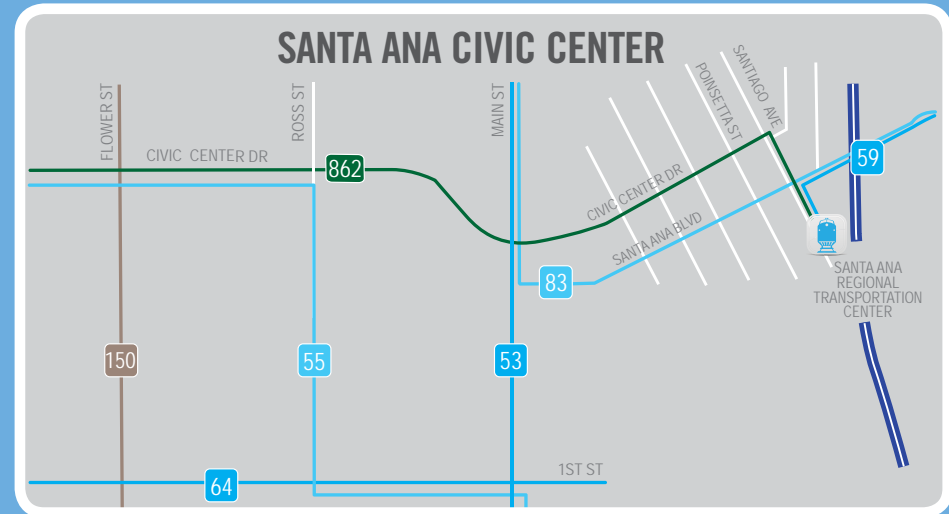 SANTA ANA CIVIC CENTER
FLOWER ST
ROSS ST
MAIN ST
POINSETTA ST
SANTIAGO AVE
CIVIC CENTER DR
862
59
CIVIC CENTER DR
SANTA ANA BLVD
83
SANTA ANA
REGIONAL
TRANSPORTATION
CENTER
150
55
53
1ST ST
64